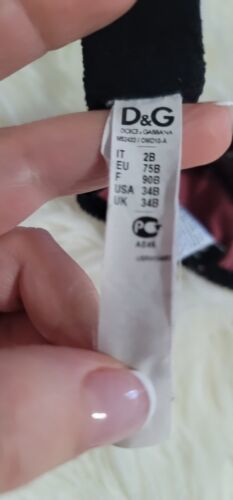 D&G
DOLCE & GABBANA
IT 2B
EU 75B
F 90B
USA 34B
UK 34B